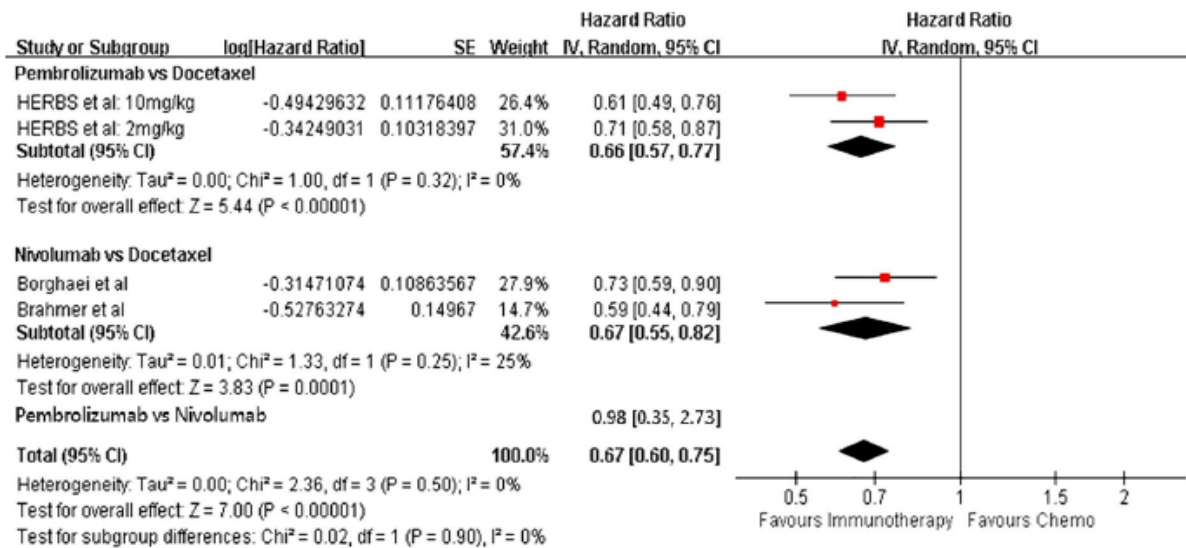 Hazard Ratio Hazard Ratio
Study or Subgroup log[Hazard Ratio] SE Weight IV, Random, 95% CI IV, Random, 95% CI
Pembrolizumab vs Docetaxel
HERBS et al: 10mg/kg -0.49429632 0.11176408 26.4% 0.61 [0.49, 0.76]
HERBS et al: 2mg/kg -0.34249031 0.10318397 31.0% 0.71 [0.58, 0.87]
Subtotal (95% CI) 57.4% 0.66 [0.57, 0.77]
Heterogeneity: Tau² = 0.00; Chi² = 1.00, df = 1 (P = 0.32); I² = 0%
Test for overall effect: Z = 5.44 (P < 0.00001)
Nivolumab vs Docetaxel
Borghaei et al -0.31471074 0.10863567 27.9% 0.73 [0.59, 0.90]
Brahmer et al -0.52763274 0.14967 14.7% 0.59 [0.44, 0.79]
Subtotal (95% CI) 42.6% 0.67 [0.55, 0.82]
Heterogeneity: Tau² = 0.01; Chi² = 1.33, df = 1 (P = 0.25); I² = 25%
Test for overall effect: Z = 3.83 (P = 0.0001)
Pembrolizumab vs Nivolumab 0.98 [0.35, 2.73]
Total (95% CI) 100.0% 0.67 [0.60, 0.75]
Heterogeneity: Tau² = 0.00; Chi² = 2.36, df = 3 (P = 0.50); I² = 0%
Test for overall effect: Z = 7.00 (P < 0.00001)
Test for subgroup differences: Chi² = 0.02, df = 1 (P = 0.90), I² = 0%
0.5 0.7 1 1.5 2
Favours Immunotherapy Favours Chemo